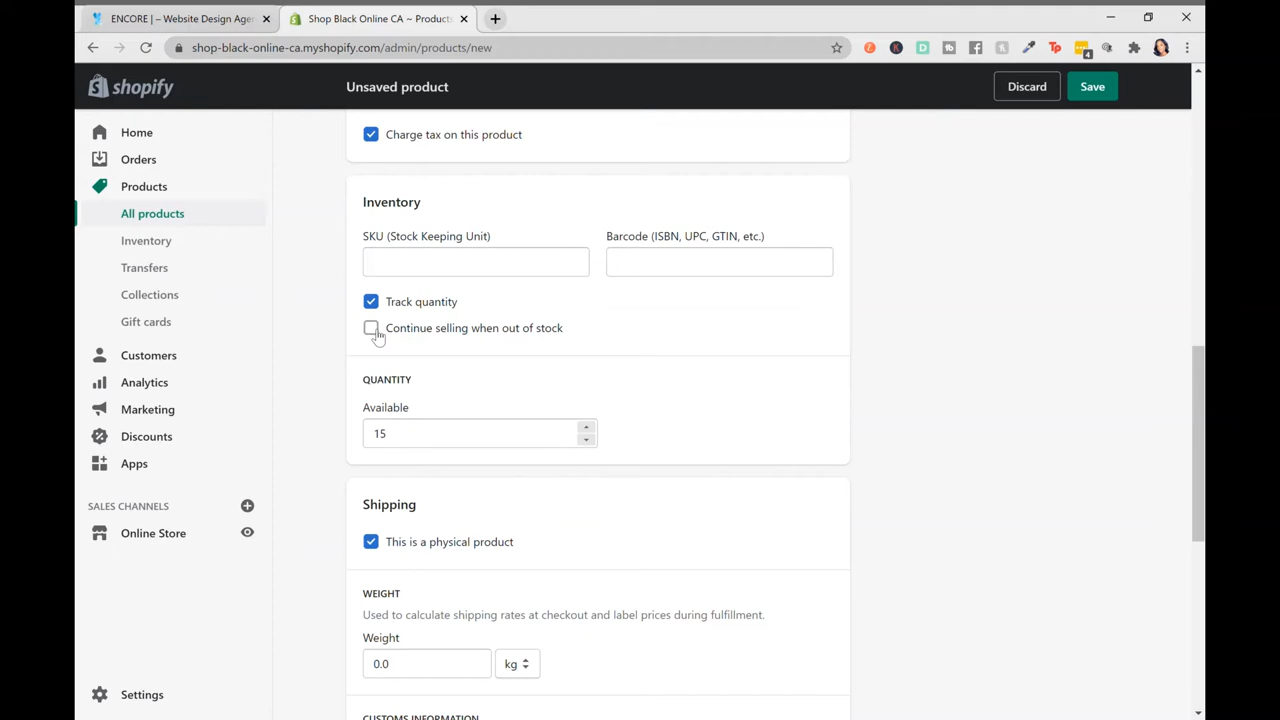 ENCORE | – Website Design Age
Shop Black Online CA ~ Products
shop-black-online-ca.myshopify.com/admin/products/new
4
shopify
Unsaved product
Discard
Save
Home
Orders
Products
All products
Inventory
Transfers
Collections
Gift cards
Customers
Analytics
Marketing
Discounts
Apps
SALES CHANNELS
Online Store
Settings
Charge tax on this product
Inventory
SKU (Stock Keeping Unit)
Barcode (ISBN, UPC, GTIN, etc.)
Track quantity
Continue selling when out of stock
QUANTITY
Available
15
Shipping
This is a physical product
WEIGHT
Used to calculate shipping rates at checkout and label prices during fulfillment.
Weight
0.0
kg
CUSTOMS INFORMATION